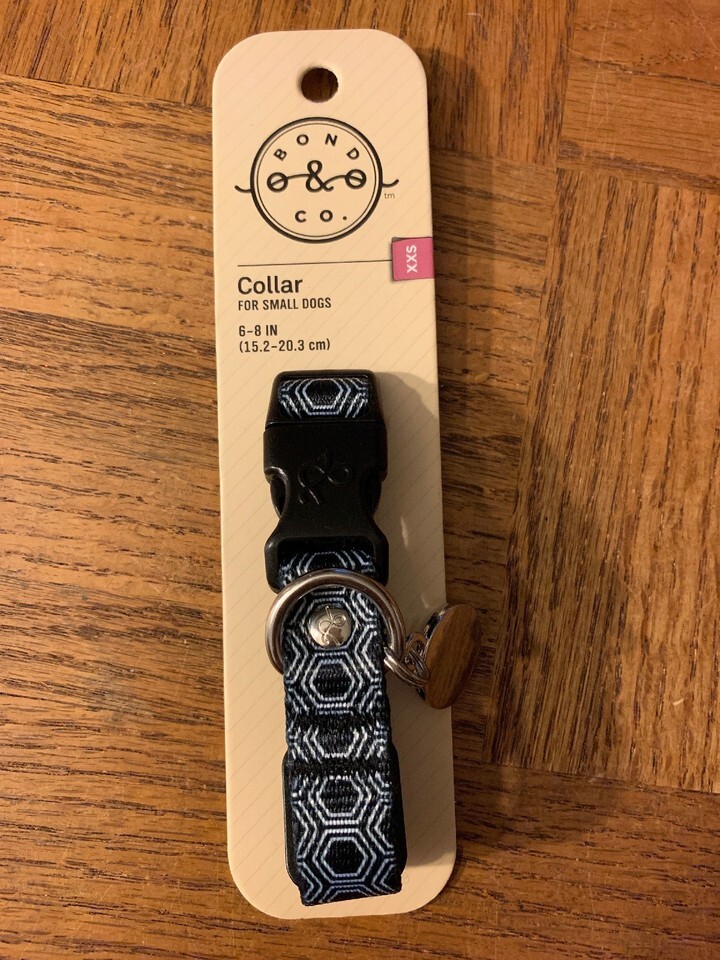 BOND
&
CO.
tm
XXS
Collar
FOR SMALL DOGS
6-8 IN
(15.2-20.3 cm)